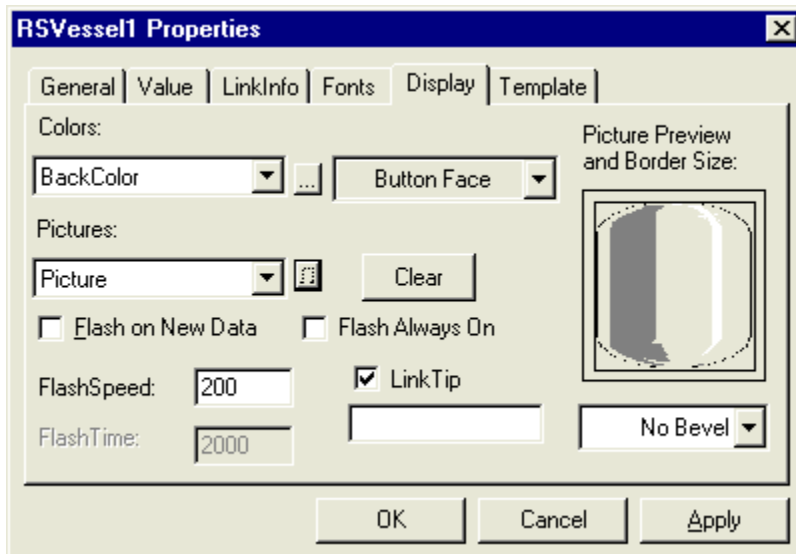 RSVessel1 Properties
General Value LinkInfo Fonts Display Template
Colors:
Picture Preview
and Border Size:
BackColor ... Button Face
Pictures:
Picture Clear
Flash on New Data Flash Always On
FlashSpeed: 200 LinkTip
FlashTime: 2000 No Bevel
OK Cancel Apply